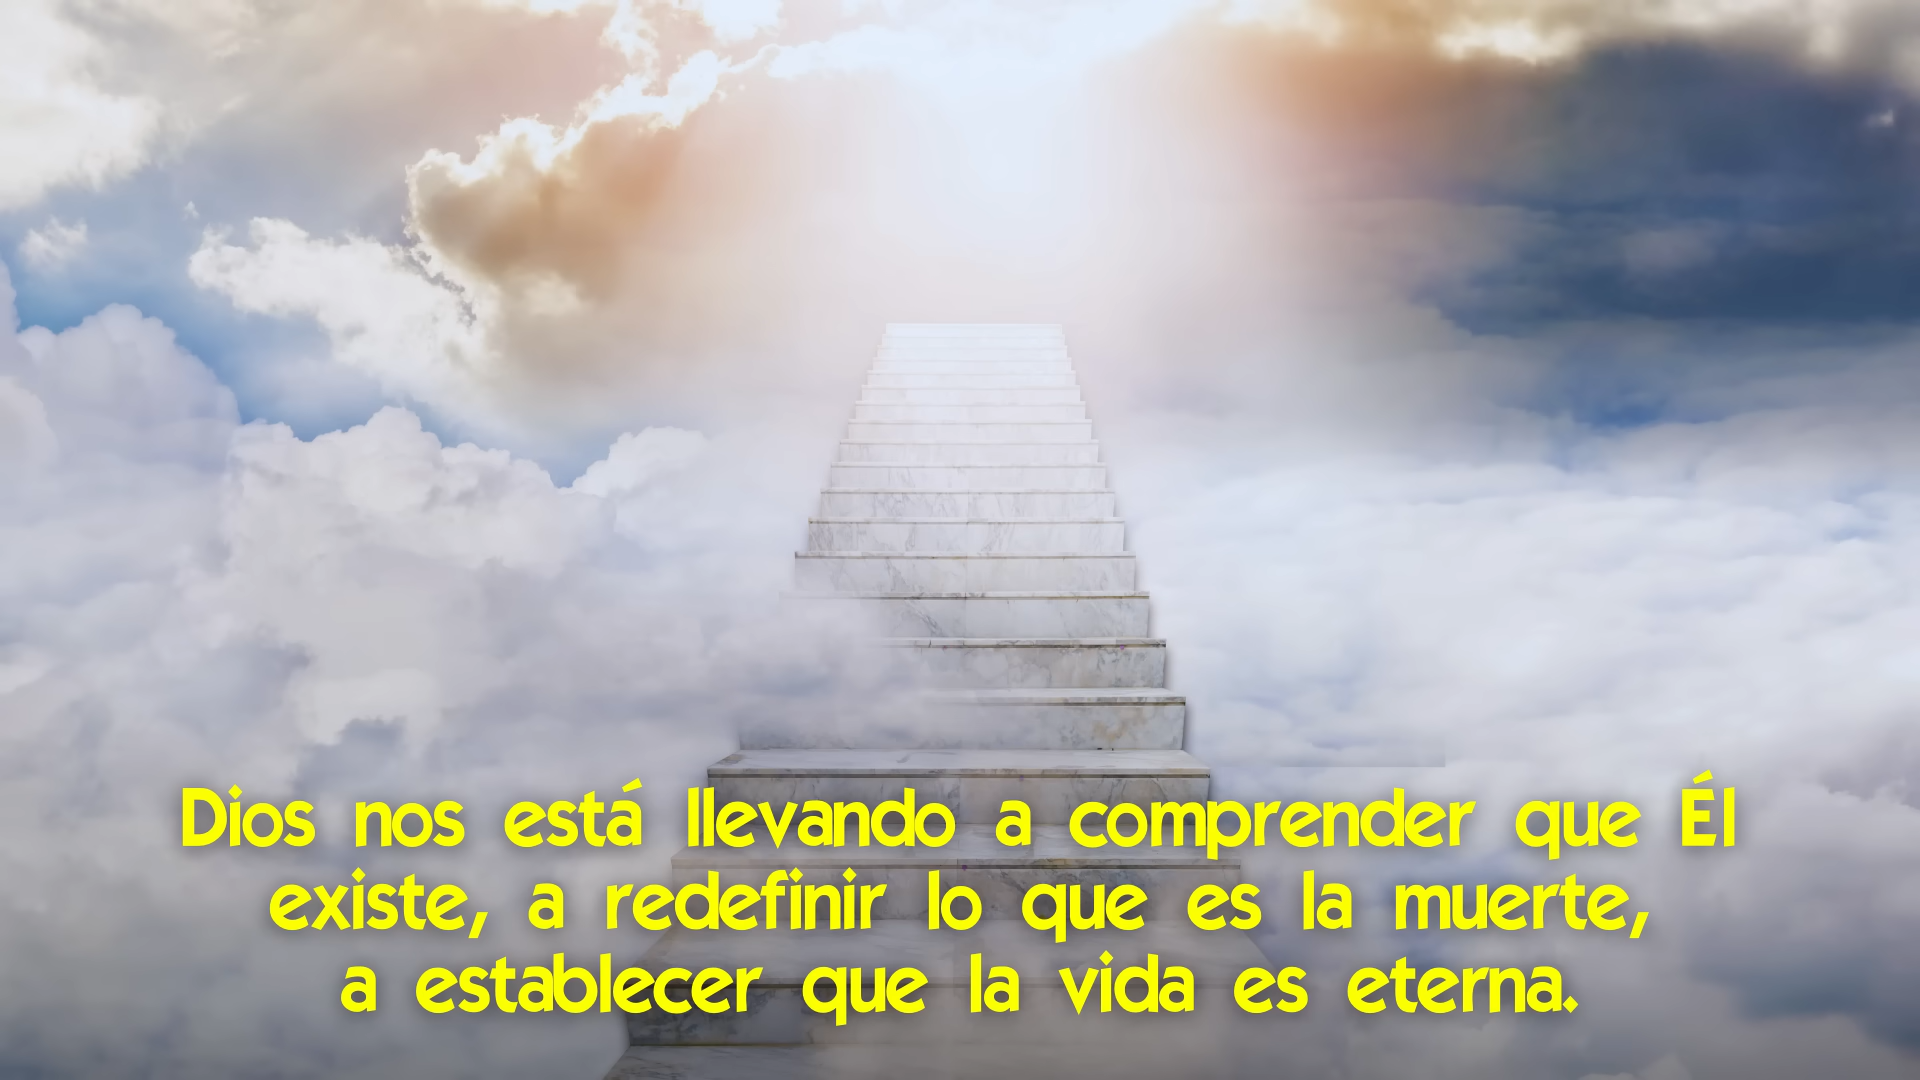 Dios nos está llevando a comprender que Él
existe, a redefinir lo que es la muerte,
a establecer que la vida es eterna.